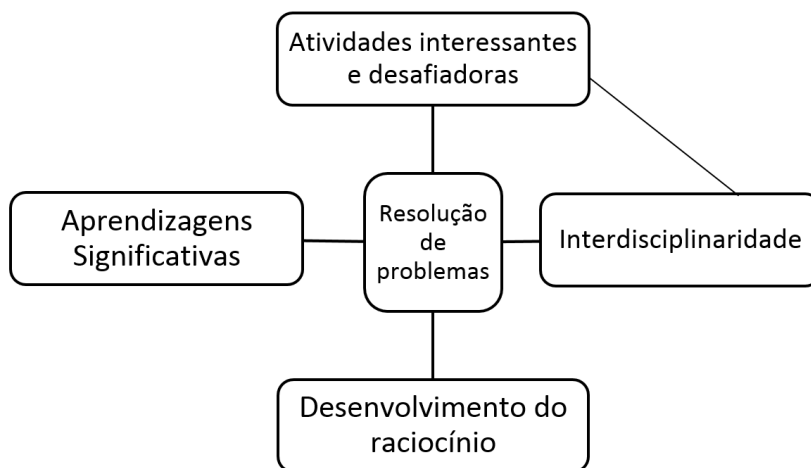 Atividades interessantes
e desafiadoras
Aprendizagens
Significativas
Resolução
de
problemas
Interdisciplinaridade
Desenvolvimento do
raciocínio